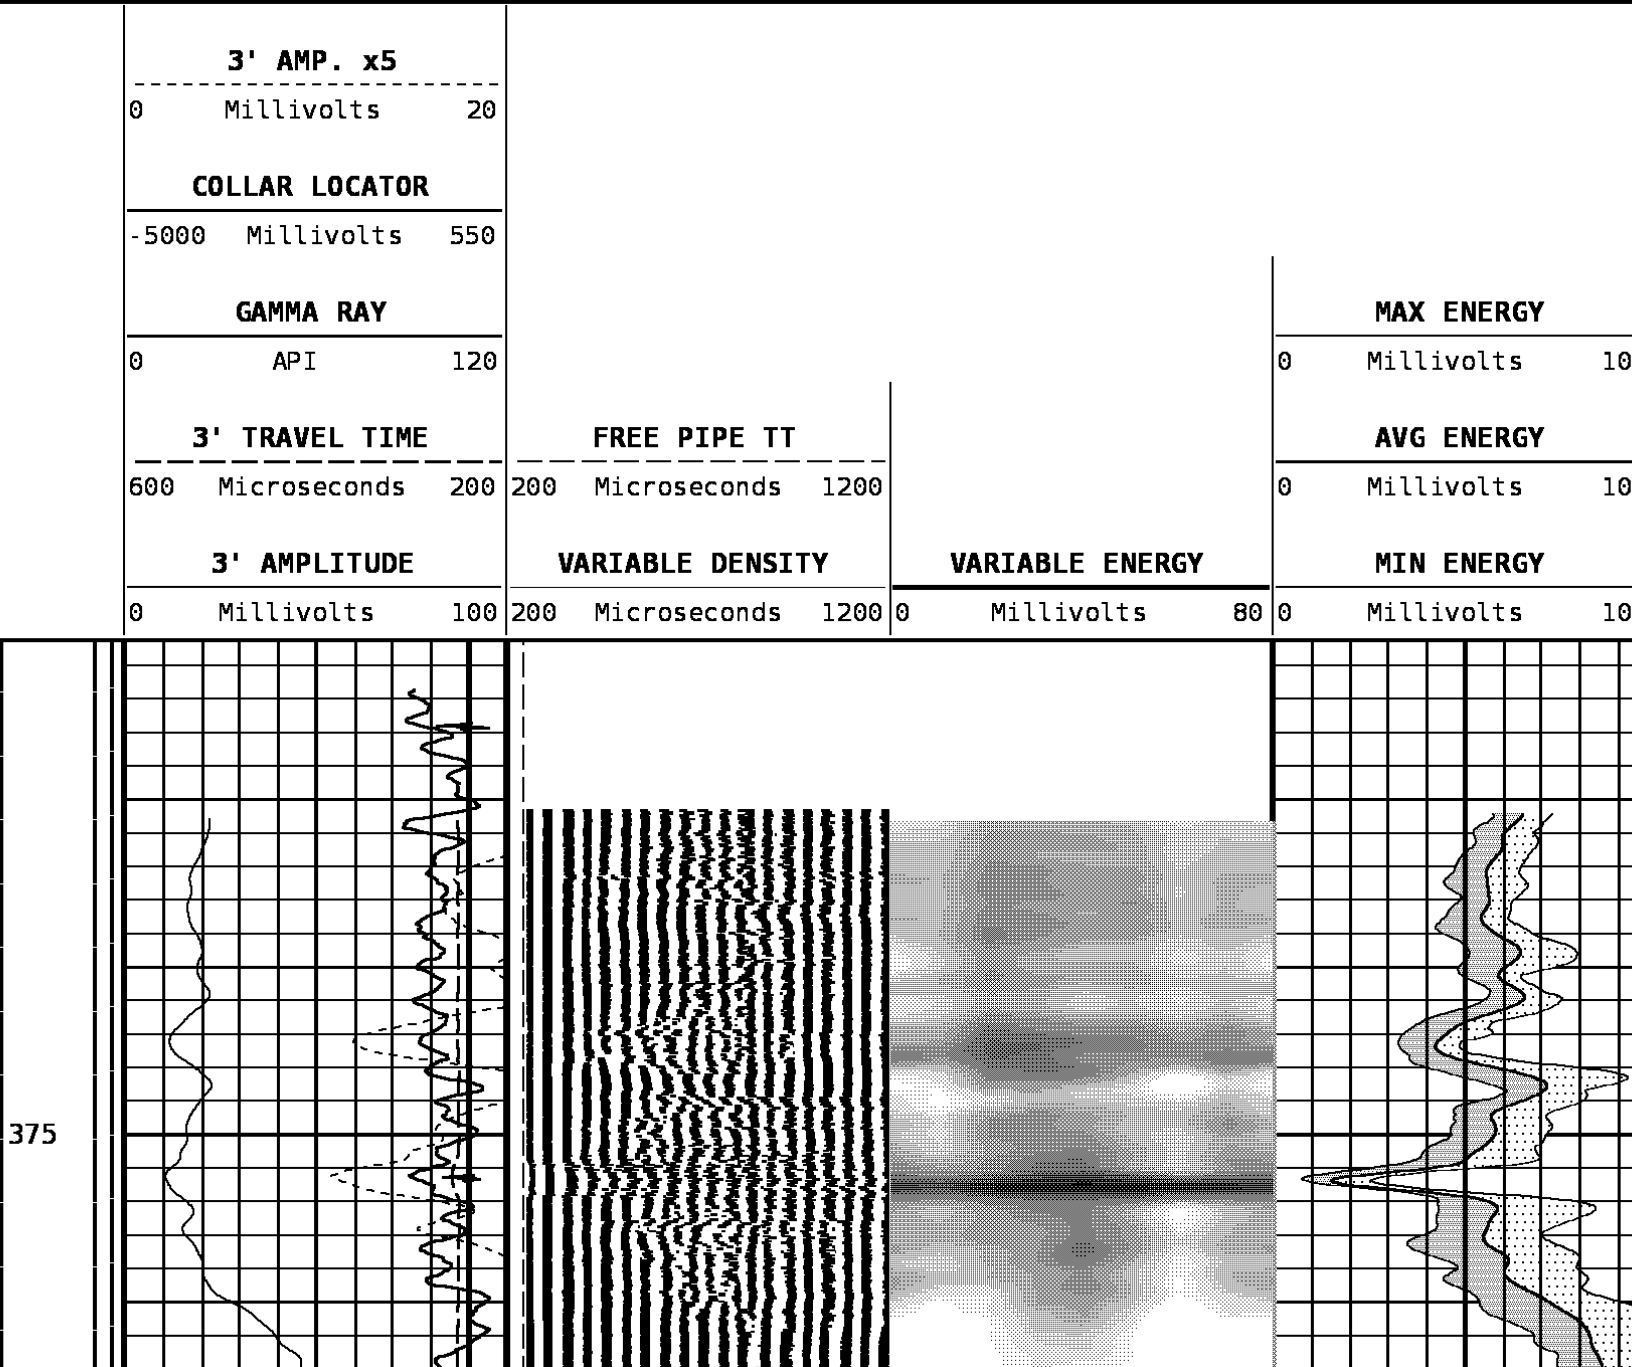 3' AMP. x5
0 Millivolts 20
COLLAR LOCATOR
-5000 Millivolts 550
GAMMA RAY
0 API 120
3' TRAVEL TIME
600 Microseconds 200
3' AMPLITUDE
0 Millivolts 100
FREE PIPE TT
200 Microseconds 1200
VARIABLE DENSITY
200 Microseconds 1200
VARIABLE ENERGY
0 Millivolts 80
MAX ENERGY
0 Millivolts 10
AVG ENERGY
0 Millivolts 10
MIN ENERGY
0 Millivolts 10
375